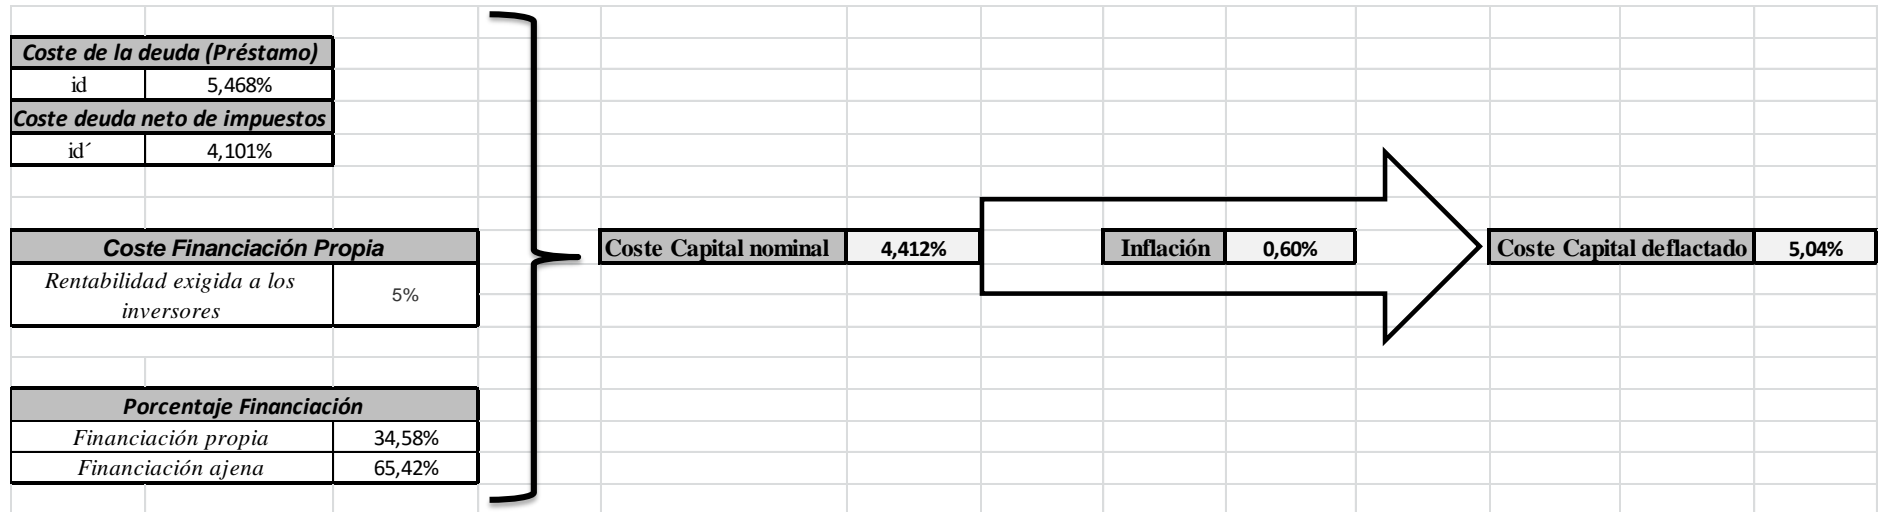 Coste de la deuda (Préstamo)
id 5,468%
Coste deuda neto de impuestos
id´ 4,101%
Coste Financiación Propia
Rentabilidad exigida a los
inversores
5%
Porcentaje Financiación
Financiación propia 34,58%
Financiación ajena 65,42%
Coste Capital nominal 4,412%
Inflación 0,60%
Coste Capital deflactado 5,04%